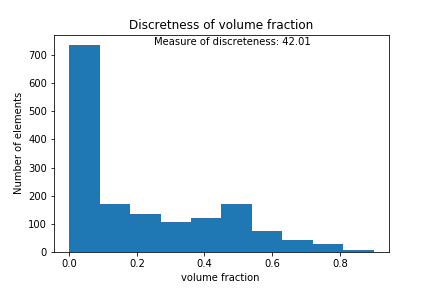 Discretness of volume fraction
Measure of discreteness: 42.01
700
600
500
400
300
200
100
0
Number of elements
0.0 0.2 0.4 0.6 0.8
volume fraction